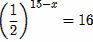 (1/2)^{15-x} = 16